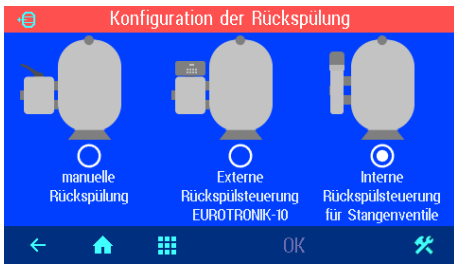 Konfiguration der Rückspülung
manuelle
Rückspülung
Externe
Rückspülsteuerung
EUROTRONIK-10
Interne
Rückspülsteuerung
für Stangenventile
OK